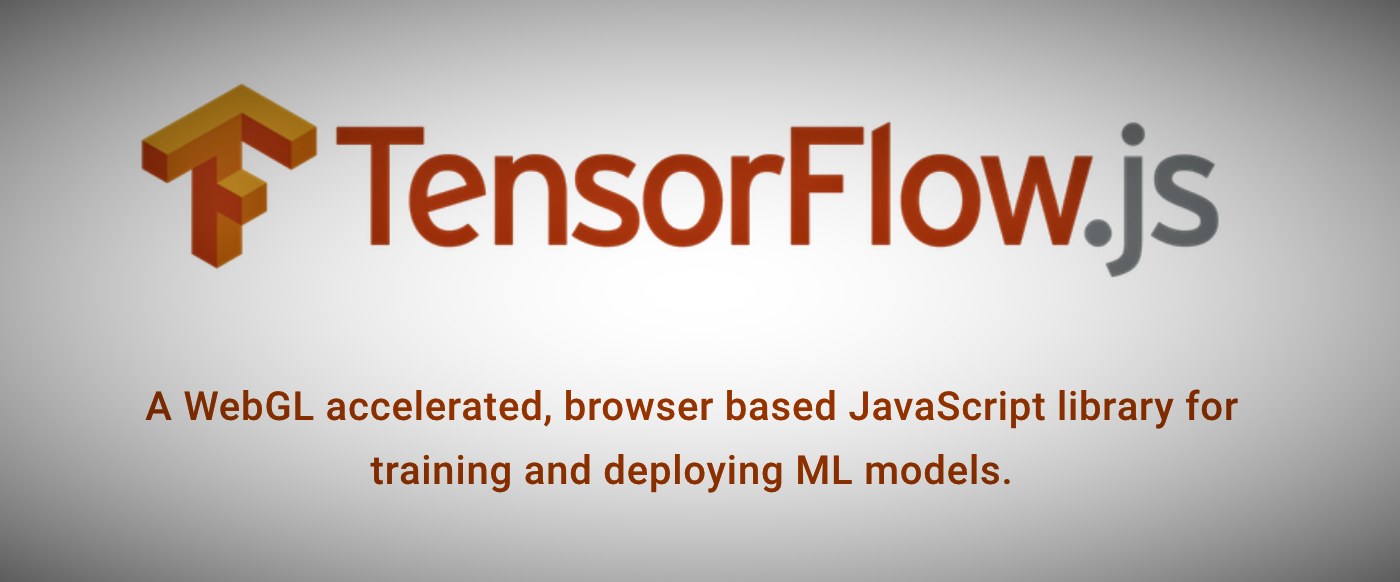 TensorFlow.js
A WebGL accelerated, browser based JavaScript library for
training and deploying ML models.